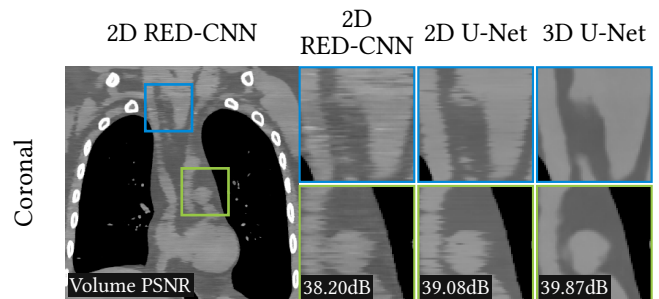 2D RED-CNN
2D
RED-CNN
2D U-Net
3D U-Net
Coronal
Volume PSNR
38.20dB
39.08dB
39.87dB